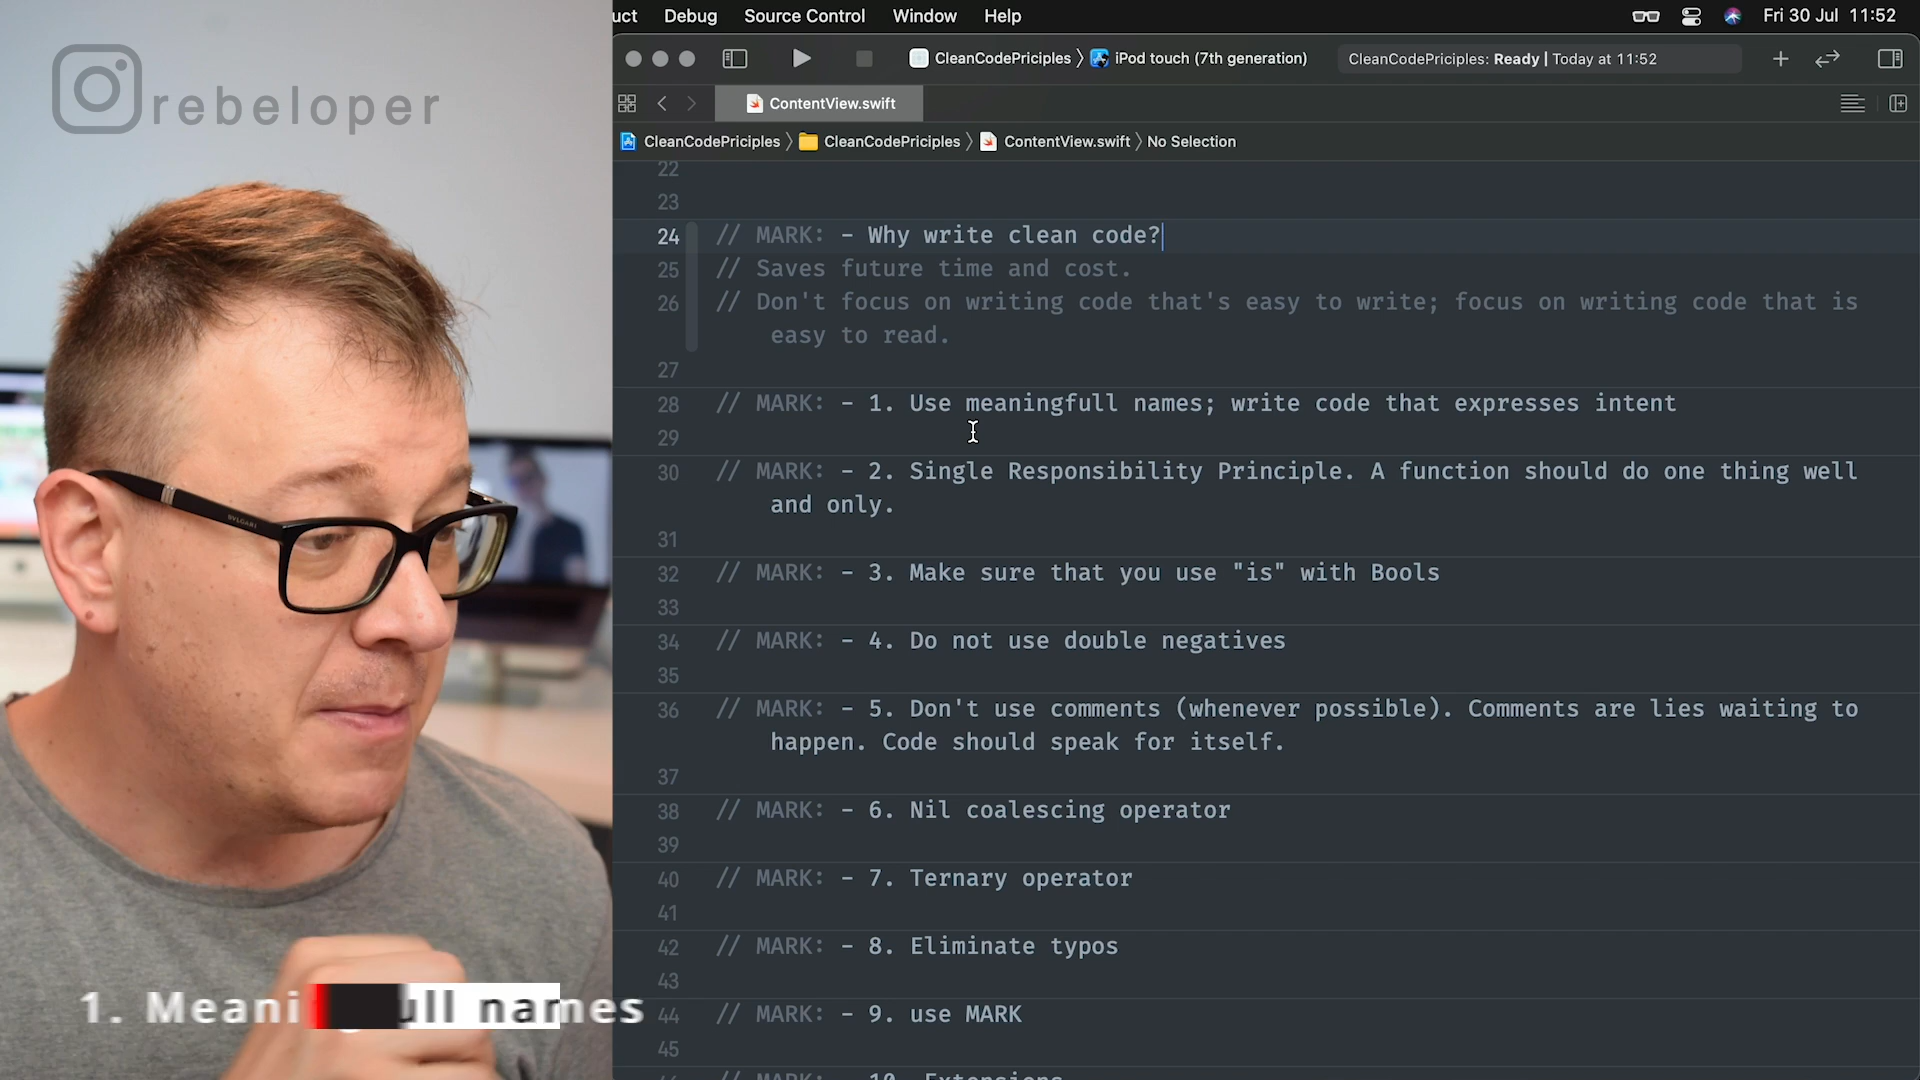 uct Debug Source Control Window Help Fri 30 Jul 11:52
CleanCodePriciples 〉 iPod touch (7th generation) CleanCodePriciples: Ready | Today at 11:52
rebeloper
ContentView.swift
CleanCodePriciples 〉 CleanCodePriciples 〉 ContentView.swift 〉 No Selection
22
23
24 // MARK: - Why write clean code?
25 // Saves future time and cost.
26 // Don't focus on writing code that's easy to write; focus on writing code that is
easy to read.
27
28 // MARK: - 1. Use meaningfull names; write code that expresses intent
29
30 // MARK: - 2. Single Responsibility Principle. A function should do one thing well
and only.
31
32 // MARK: - 3. Make sure that you use "is" with Bools
33
34 // MARK: - 4. Do not use double negatives
35
36 // MARK: - 5. Don't use comments (whenever possible). Comments are lies waiting to
happen. Code should speak for itself.
37
38 // MARK: - 6. Nil coalescing operator
39
40 // MARK: - 7. Ternary operator
41
42 // MARK: - 8. Eliminate typos
43
44 // MARK: - 9. use MARK
45
// MARK: - 10. Extensions
BVLGARI
1. Meani ull names